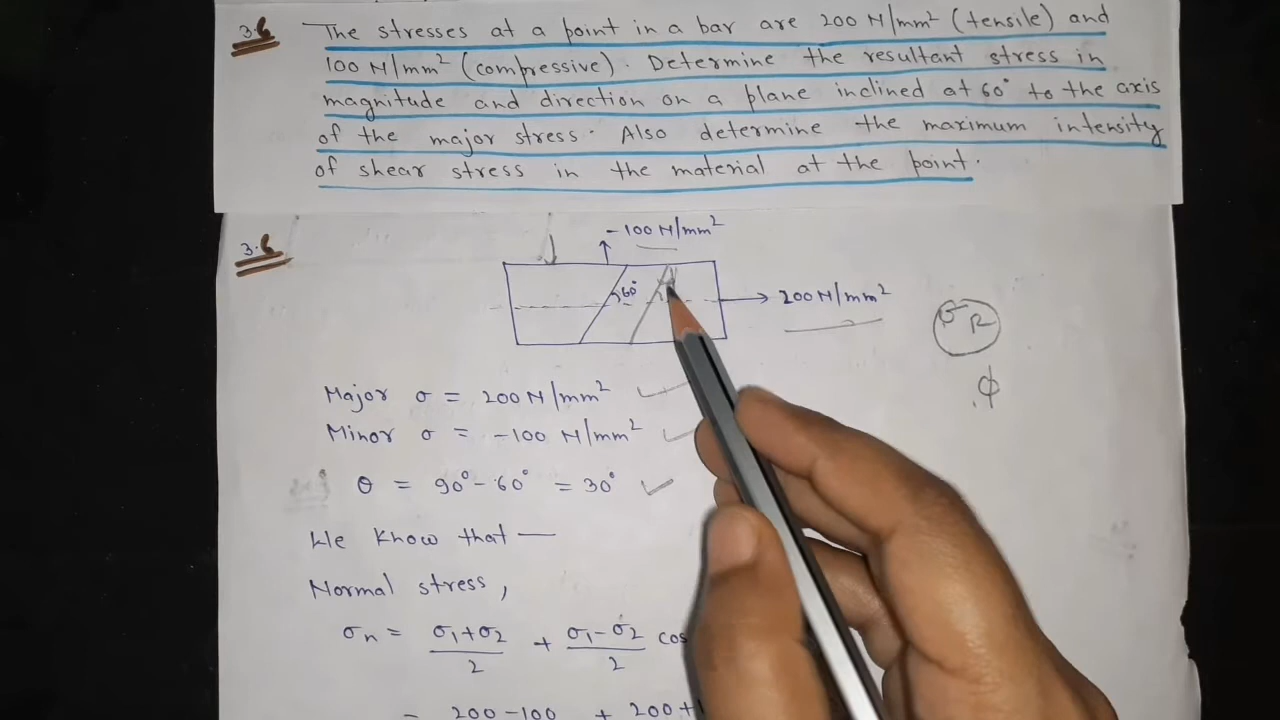 3.6
The stresses at a point in a bar are 200 N/mm² (tensile) and
100 N/mm² (compressive). Determine the resultant stress in
magnitude and direction on a plane inclined at 60° to the axis
of the major stress. Also determine the maximum intensity
of shear stress in the material at the point.
3.6
-100 N/mm²
60°
200 N/mm²
σR
φ
Major σ = 200 N/mm²
Minor σ = -100 N/mm²
θ = 90° - 60° = 30°
We know that —
Normal stress,
σn = (σ1+σ2)/2 + (σ1-σ2)/2 cos
= 200-100 + 200+1